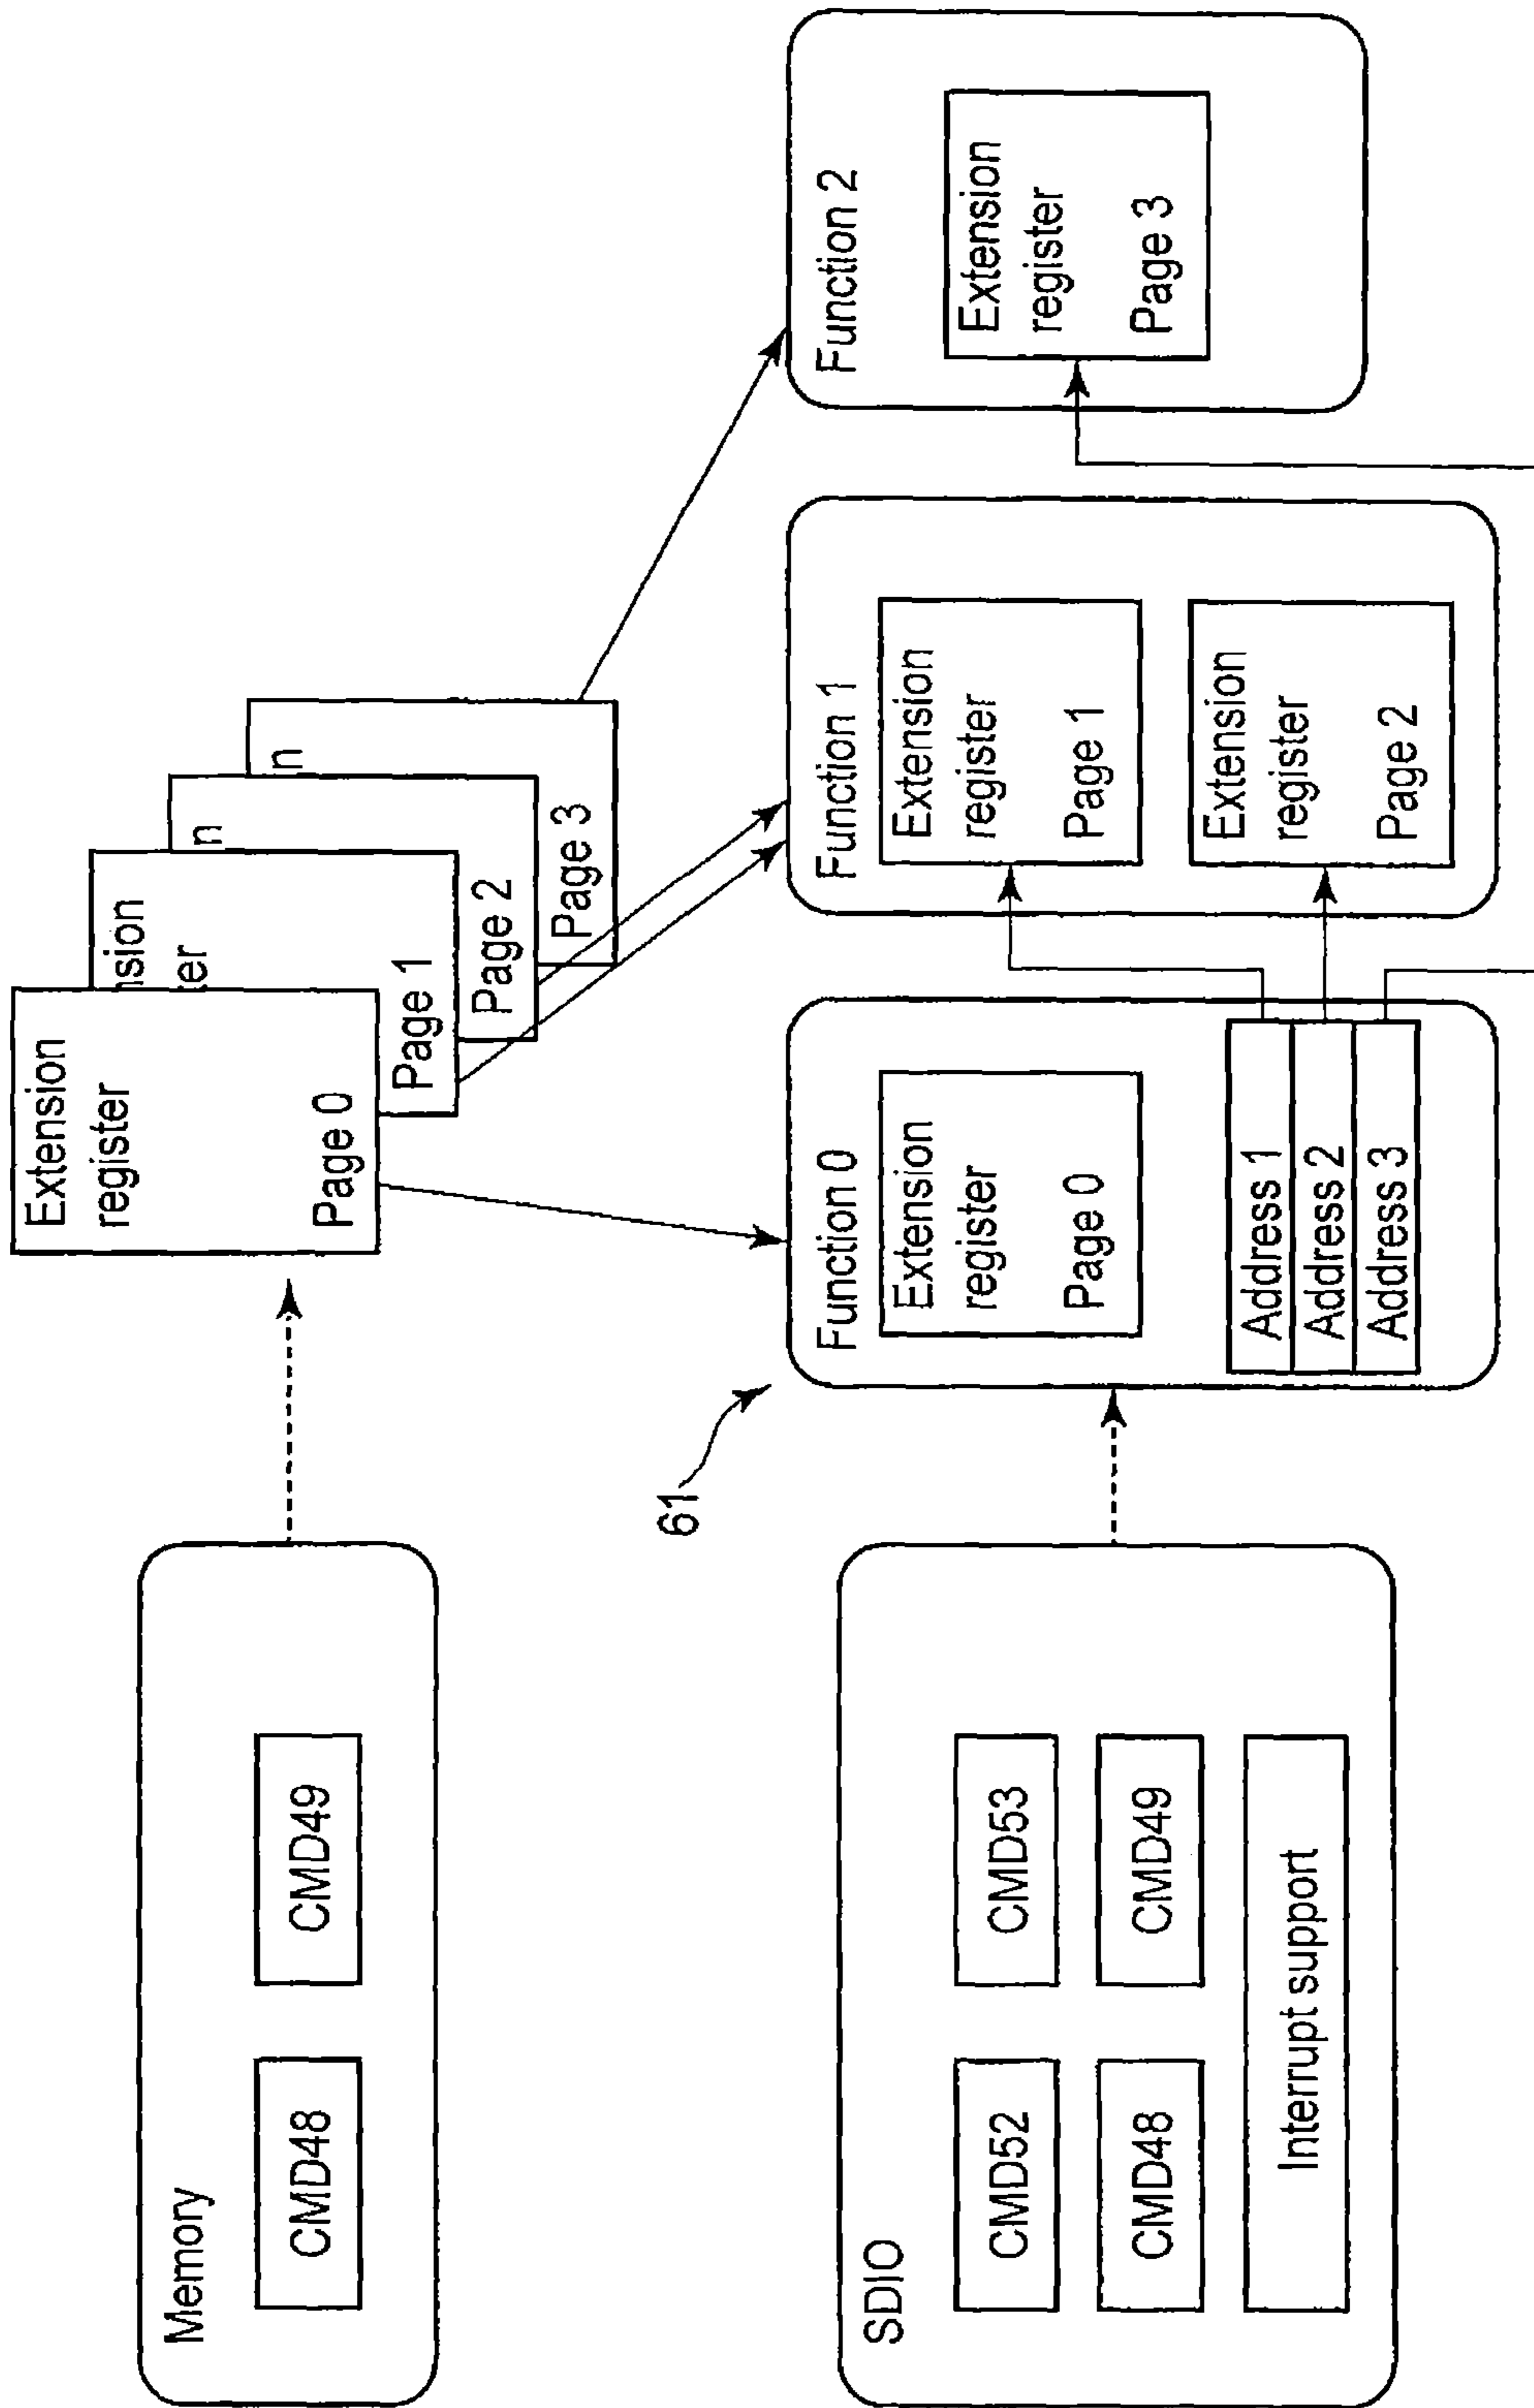 Memory
CMD48
CMD49
Extension
register
Page 0
nsion
ter
Page 1
n
Page 2
n
Page 3
SDIO
CMD52
CMD53
CMD48
CMD49
Interrupt support
61
Function 0
Extension
register
Page 0
Address 1
Address 2
Address 3
Function 1
Extension
register
Page 1
Extension
register
Page 2
Function 2
Extension
register
Page 3